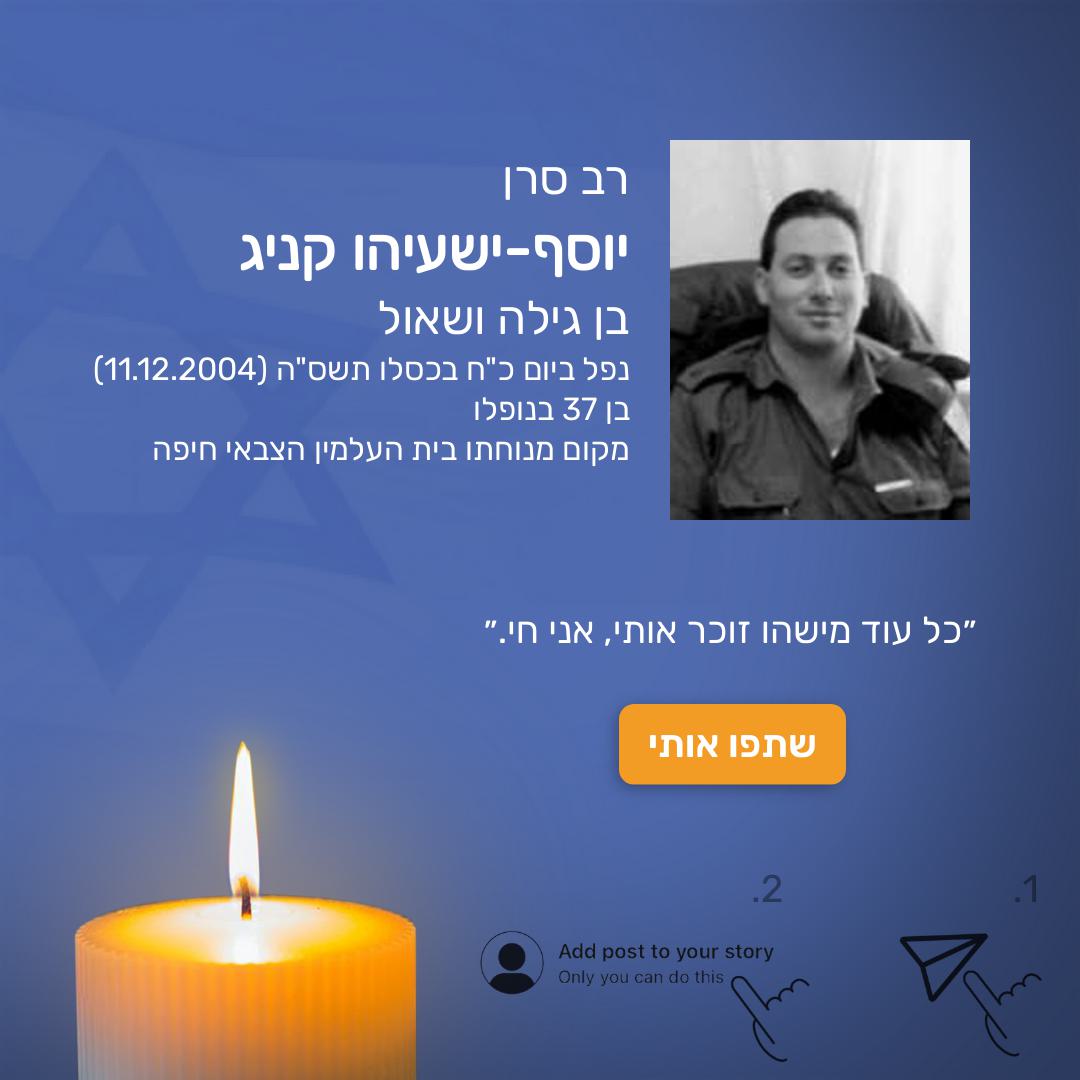 רב סרן
יוסף-ישעיהו קניג
בן גילה ושאול
נפל ביום כ"ח בכסלו תשס"ה (11.12.2004)
בן 37 בנופלו
מקום מנוחתו בית העלמין הצבאי חיפה
״כל עוד מישהו זוכר אותי, אני חי.״
שתפו אותי
1.
2.
Add post to your story
Only you can do this